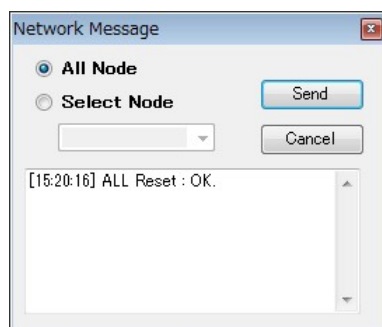 Network Message
All Node
Select Node
Send
Cancel
[15:20:16] ALL Reset : OK.